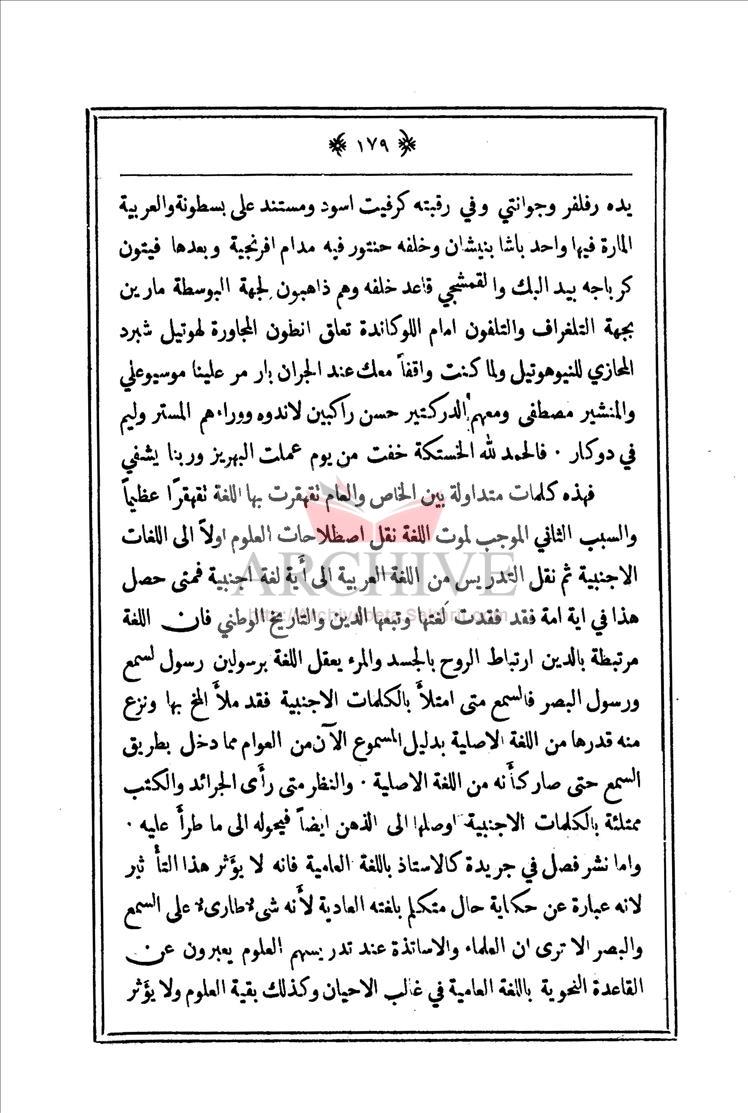 ١٧٩
يده رفلفر وجوانتي وفي رقبته كرفيت اسود ومستند على بسطونة والعربية
المارة فيها واحد باشا بنيشان وخلفه حنتور فيه مدام افرنجية وبعدها فيتون
كرباجه بيد البك والقمشجي قاعد خلفه وهم ذاهبون لجهة البوسطة مارين
بجهة التلغراف والتلفون امام اللوكاندة تعلق انطون المجاورة لهوتيل شبرد
المحازي للنيوهوتيل ولما كنت واقفاً معك عند الجران بار مر علينا موسيوعلي
والمنشير مصطفى ومعهم الدركتير حسن راكبين لاندوه ووراءهم المستر وليم
في دوكار ٠ فالحمد لله الخستكة خفت من يوم عملت البهريز وربنا يشفي
فهذه كلمات متداولة بين الخاص والعام تقهقرت بها اللغة تقهقرًا عظيماً
والسبب الثاني الموجب لموت اللغة نقل اصطلاحات العلوم اولاً الى اللغات
الاجنبية ثم نقل التدريس من اللغة العربية الى أية لغة اجنبية فمتى حصل
هذا في اية امة فقد فقدت لغتها وتبعها الدين والتاريخ الوطني فان اللغة
مرتبطة بالدين ارتباط الروح بالجسد والمرء يعقل اللغة برسولين رسول لسمع
ورسول البصر فالسمع متى امتلأ بالكلمات الاجنبية فقد ملأ المخ بها ونزع
منه قدرها من اللغة الاصلية بدليل المسموع الآن من العوام مما دخل بطريق
السمع حتى صار كأنه من اللغة الاصلية ٠ والنظر متى رأى الجرائد والكتب
ممتلئة بالكلمات الاجنبية اوصلها الى الذهن ايضاً فيحوله الى ما طرأ عليه ٠
واما نشر فصل في جريدة كالاستاذ باللغة العامية فانه لا يؤثر هذا التأثير
لانه عبارة عن حكاية حال متكلم بلغته العادية لأنه شيء طارىء على السمع
والبصر الا ترى ان العلماء والاساتذة عند تدريسهم العلوم يعبرون عن
القاعدة النحوية باللغة العامية في غالب الاحيان وكذلك بقية العلوم ولا يؤثر
ARCHIVE